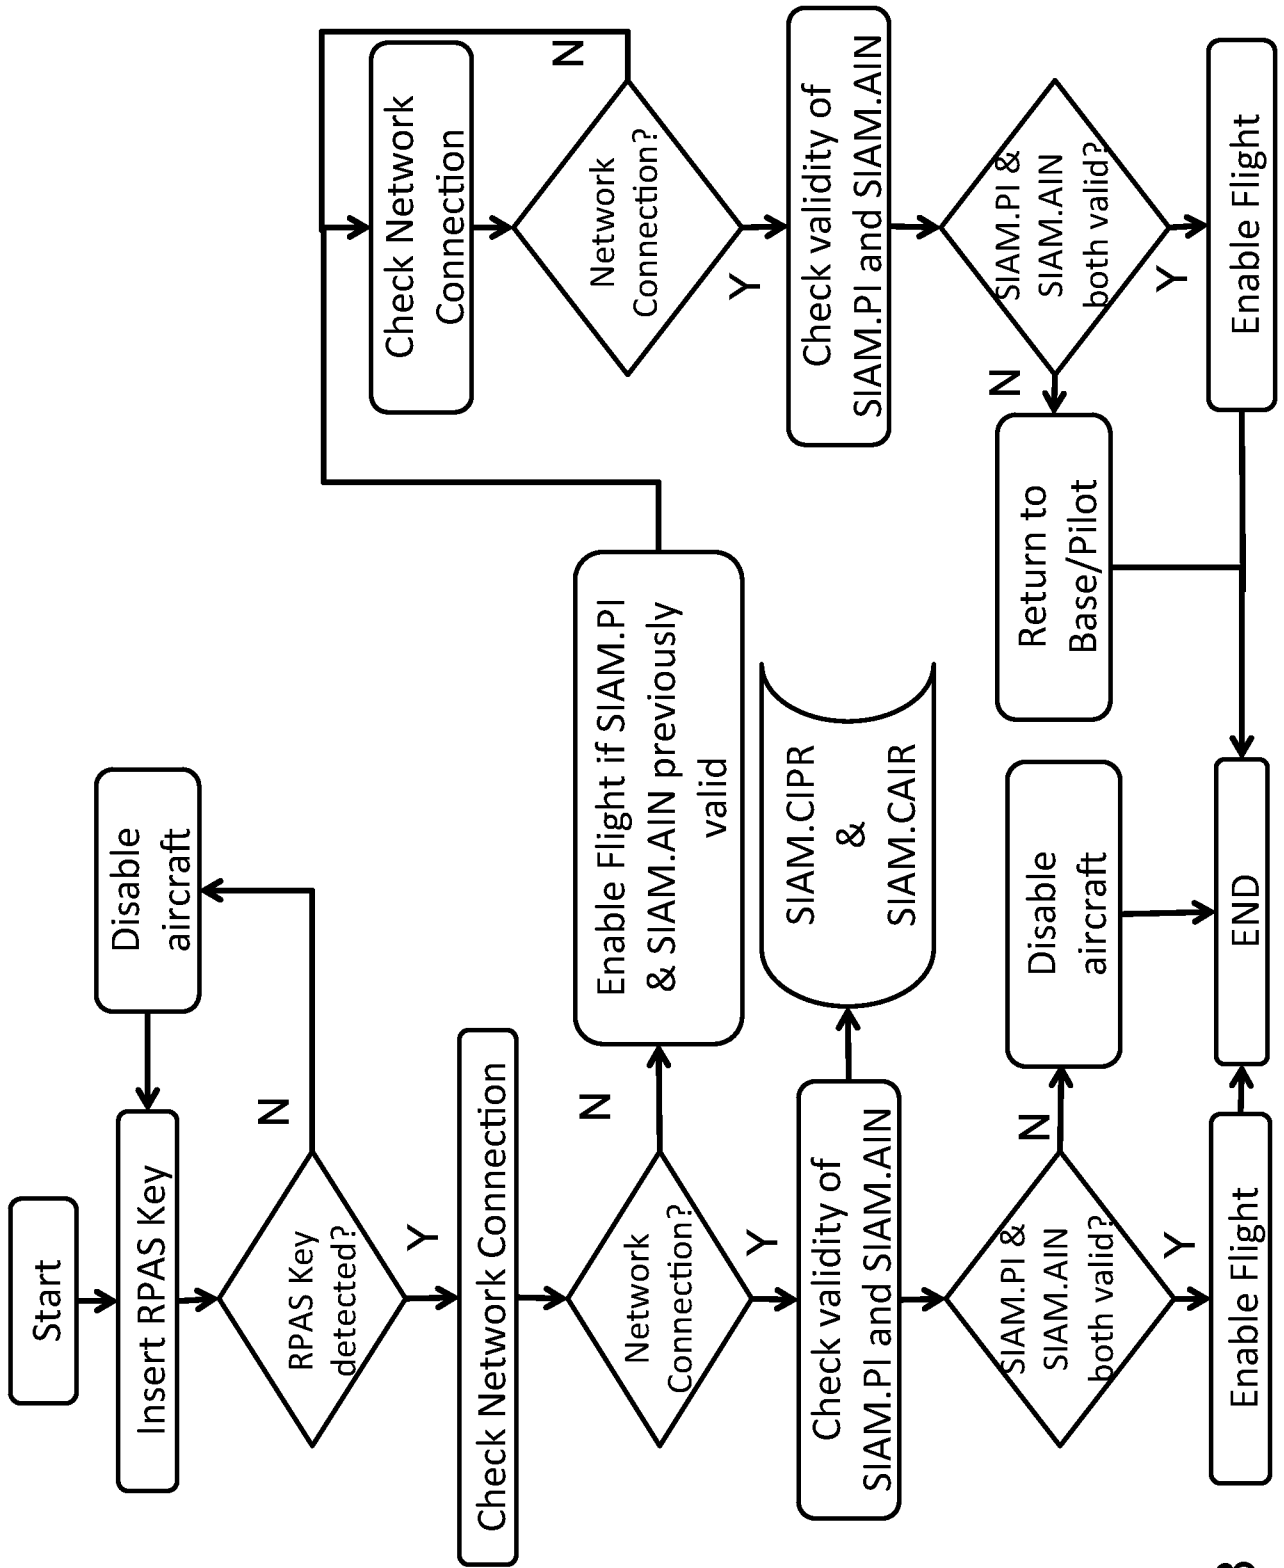 Start
Insert RPAS Key
Disable
aircraft
RPAS Key
detected?
N
Y
Check Network Connection
Network
Connection?
N
Y
Enable Flight if SIAM.PI
& SIAM.AIN previously
valid
Check validity of
SIAM.PI and SIAM.AIN
SIAM.CIPR
&
SIAM.CAIR
SIAM.PI &
SIAM.AIN
both valid?
N
Y
Disable
aircraft
Enable Flight
END
Check Network
Connection
Network
Connection?
N
Y
Check validity of
SIAM.PI and SIAM.AIN
SIAM.PI &
SIAM.AIN
both valid?
N
Y
Return to
Base/Pilot
Enable Flight